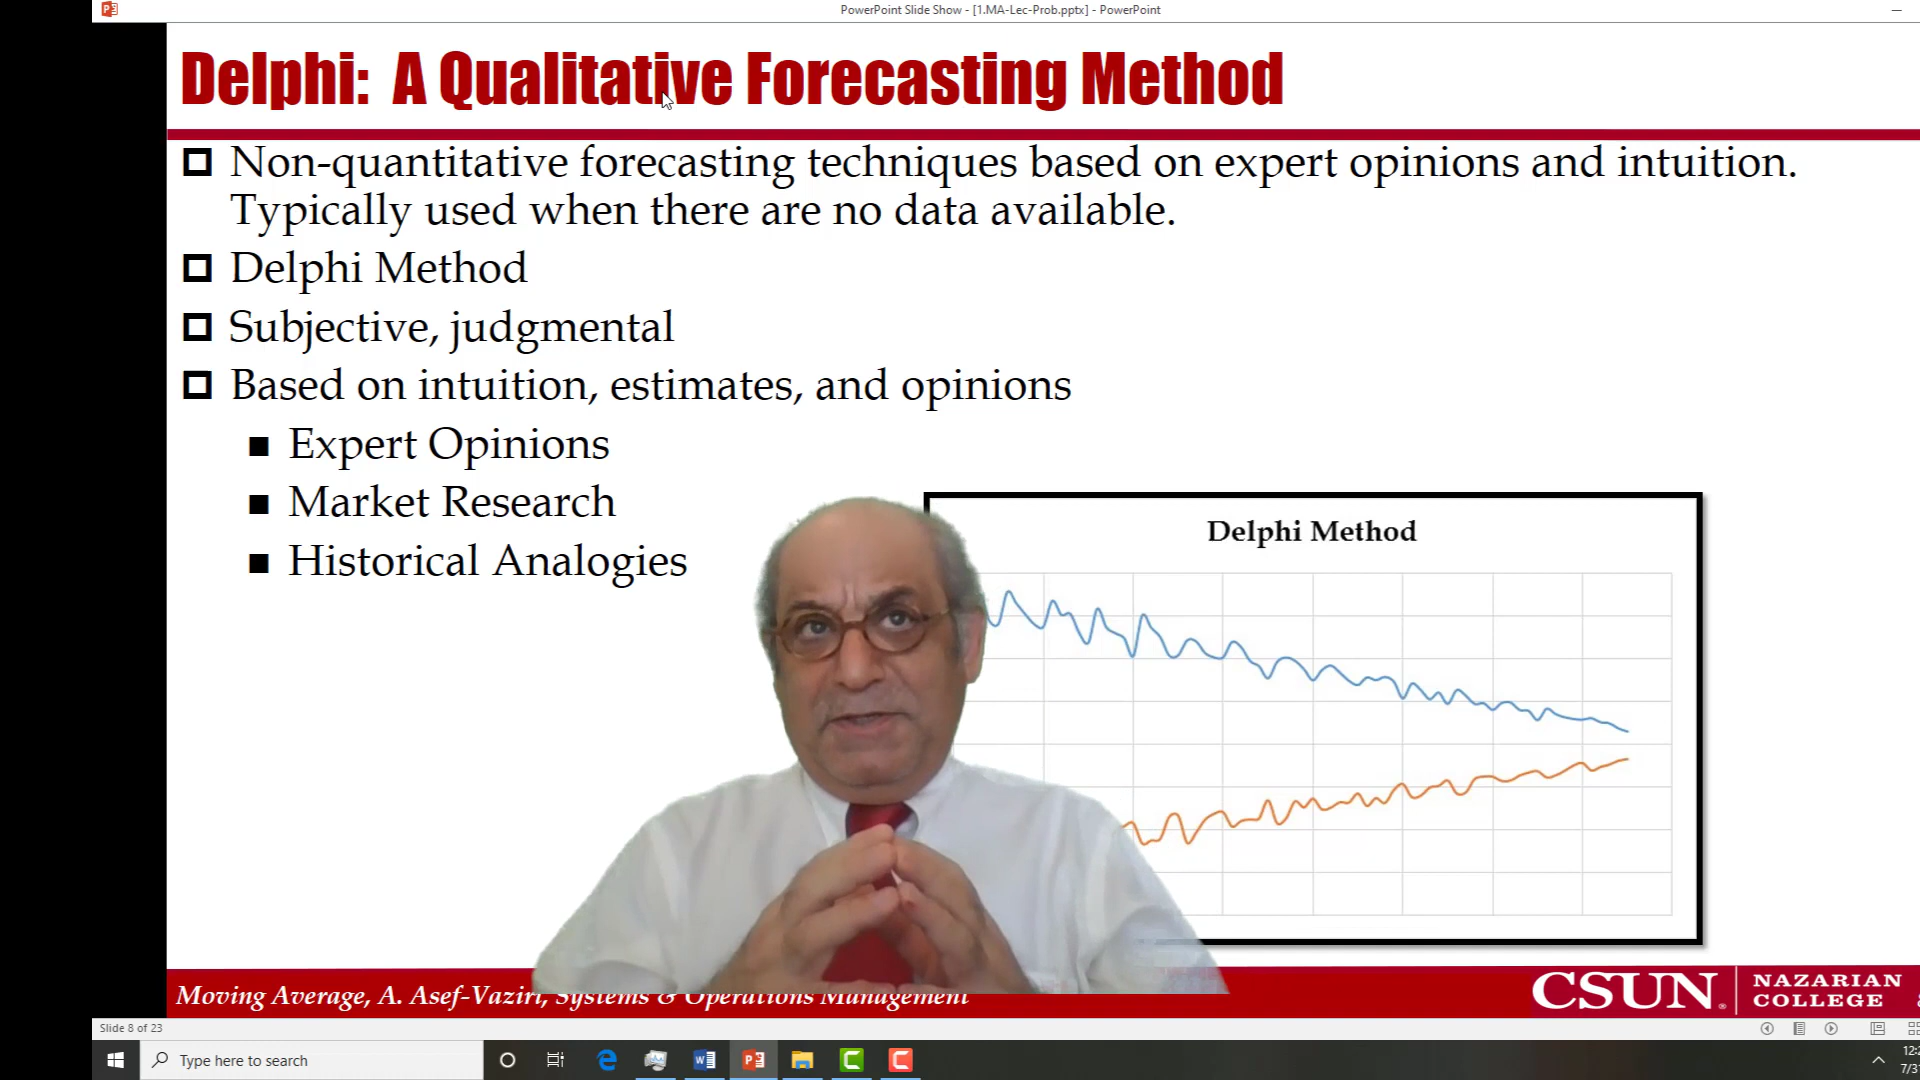 PowerPoint Slide Show - [1.MA-Lec-Prob.pptx] - PowerPoint
Delphi: A Qualitative Forecasting Method
Non-quantitative forecasting techniques based on expert opinions and intuition.
Typically used when there are no data available.
Delphi Method
Subjective, judgmental
Based on intuition, estimates, and opinions
Expert Opinions
Market Research
Historical Analogies
Delphi Method
Moving Average, A. Asef-Vaziri, Systems & Operations Management
CSUN
NAZARIAN
COLLEGE
Slide 8 of 23
Type here to search